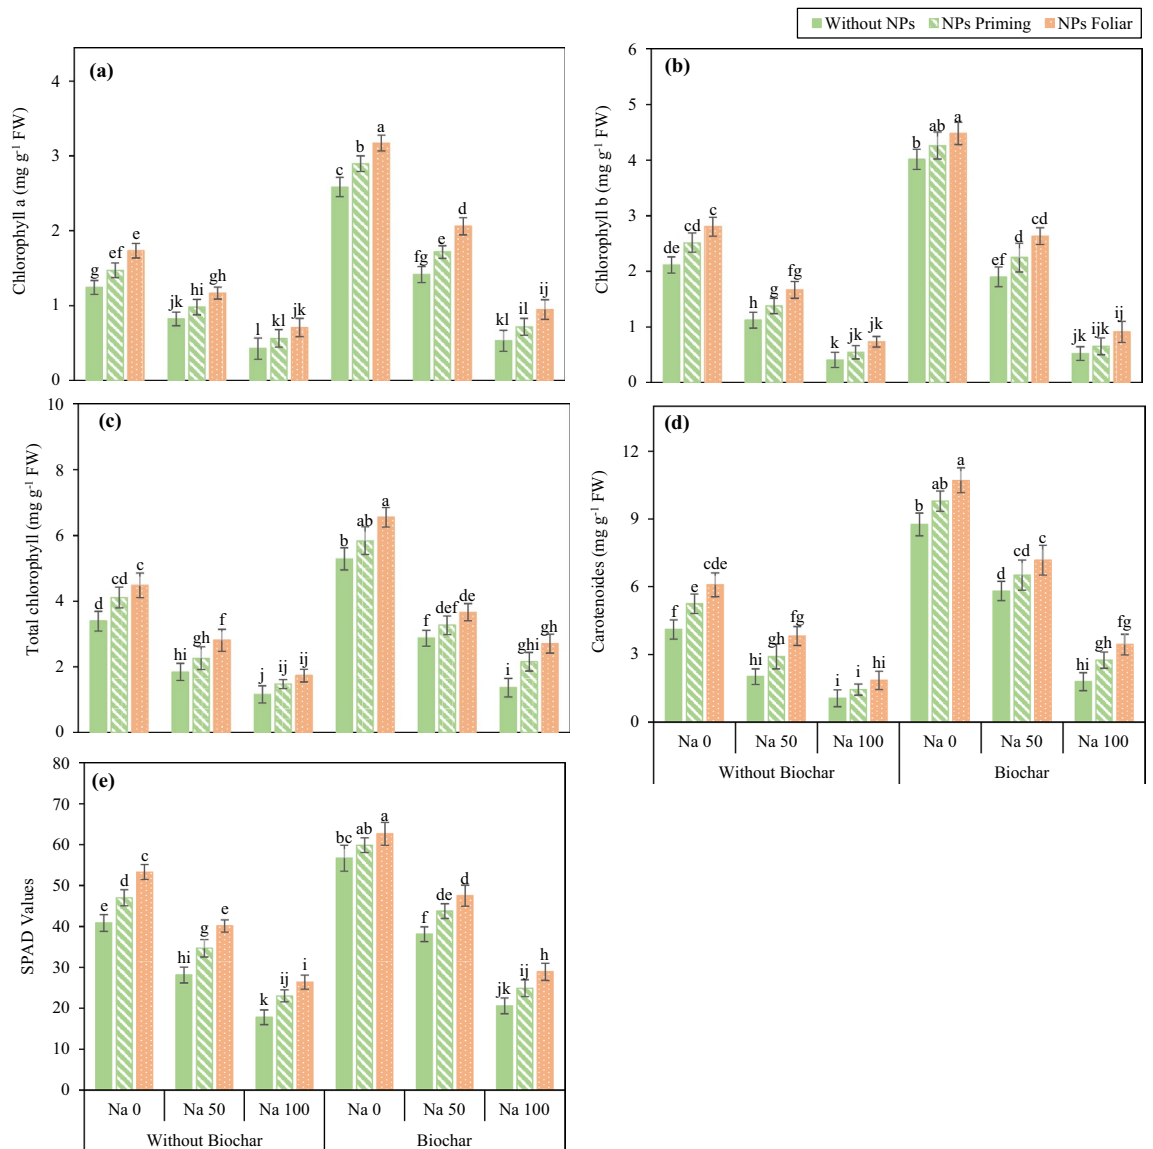 Without NPs NPs Priming NPs Foliar
(a)
Chlorophyll a (mg g-1 FW)
4
3
2
1
0
g ef e jk hi gh l kl jk c b a fg e d kl il ij
(b)
Chlorophyll b (mg g-1 FW)
6
5
4
3
2
1
0
de cd c h g fg k jk jk b ab a ef d cd jk ijk ij
(c)
Total chlorophyll (mg g-1 FW)
10
8
6
4
2
0
d cd c hi gh f j ij ij b ab a f def de i ghi gh
(d)
Carotenoides (mg g-1 FW)
12
9
6
3
0
f e cde hi gh fg i i hi b ab a d cd c hi gh fg
Na 0 Na 50 Na 100 Na 0 Na 50 Na 100
Without Biochar Biochar
(e)
SPAD Values
80
70
60
50
40
30
20
10
0
e d c hi g e k ij i bc ab a f de d jk ij h
Na 0 Na 50 Na 100 Na 0 Na 50 Na 100
Without Biochar Biochar